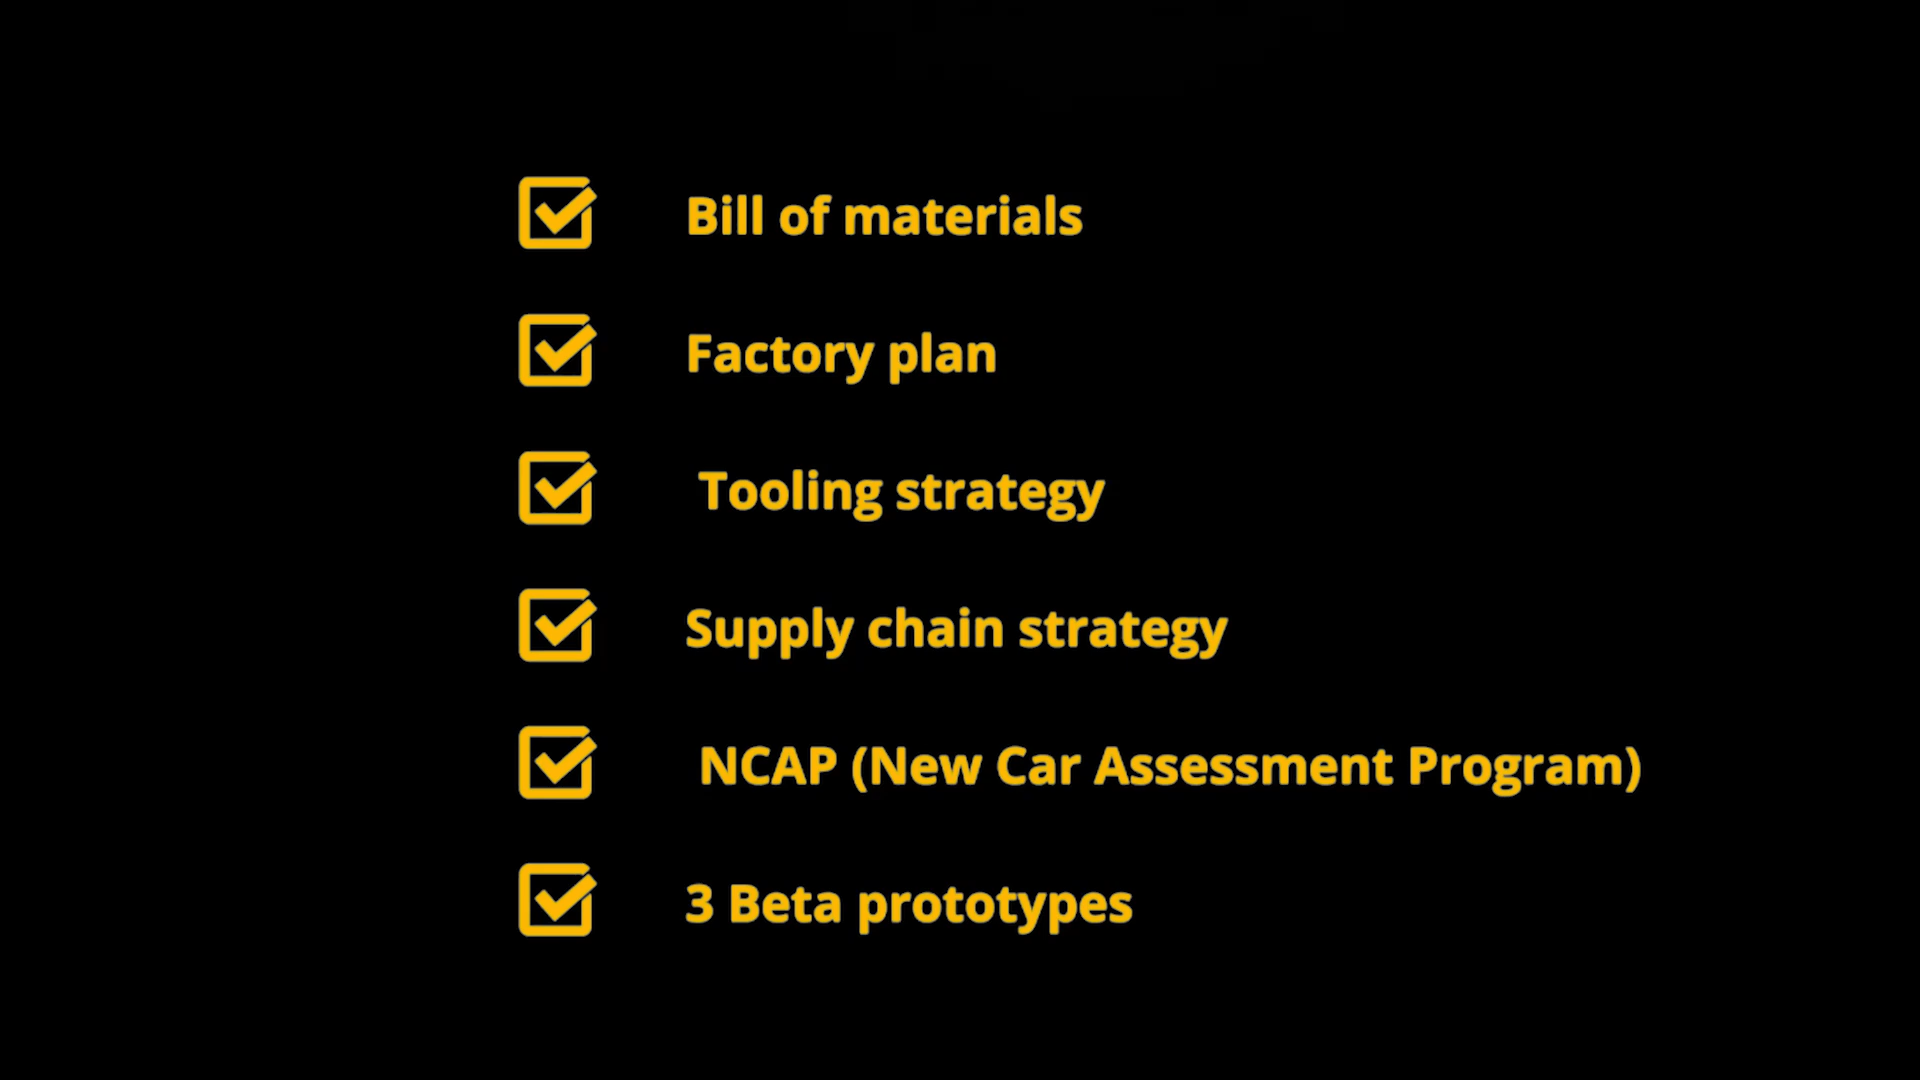 Bill of materials
Factory plan
Tooling strategy
Supply chain strategy
NCAP (New Car Assessment Program)
3 Beta prototypes